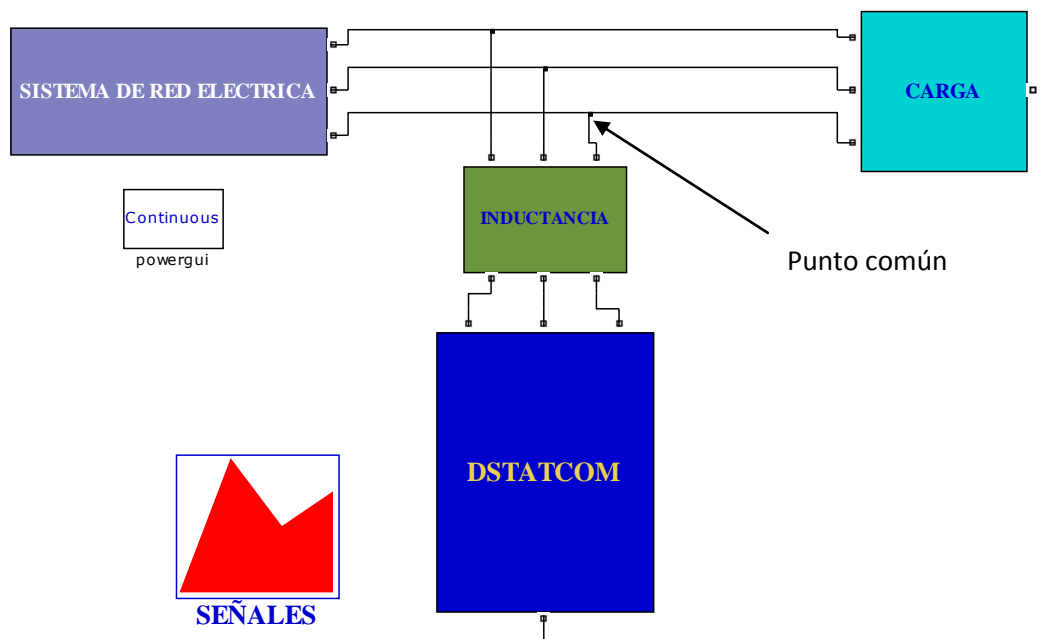 SISTEMA DE RED ELECTRICA
CARGA
Continuous
powergui
INDUCTANCIA
Punto común
DSTATCOM
SEÑALES